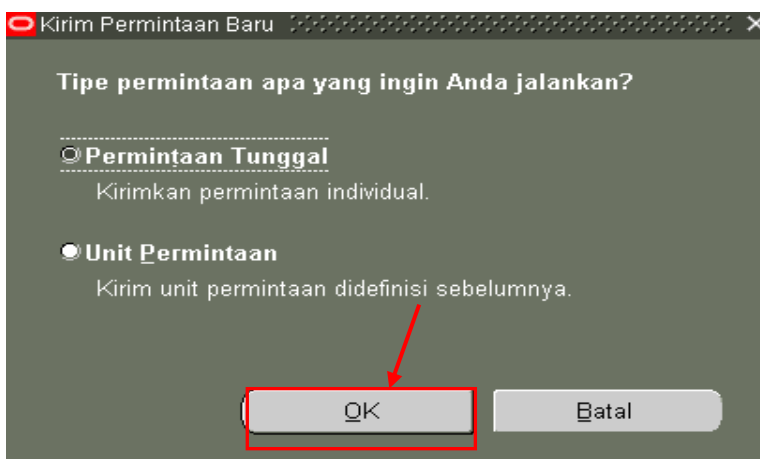 Kirim Permintaan Baru
Tipe permintaan apa yang ingin Anda jalankan?
Permintaan Tunggal
Kirimkan permintaan individual.
Unit Permintaan
Kirim unit permintaan didefinisi sebelumnya.
OK
Batal